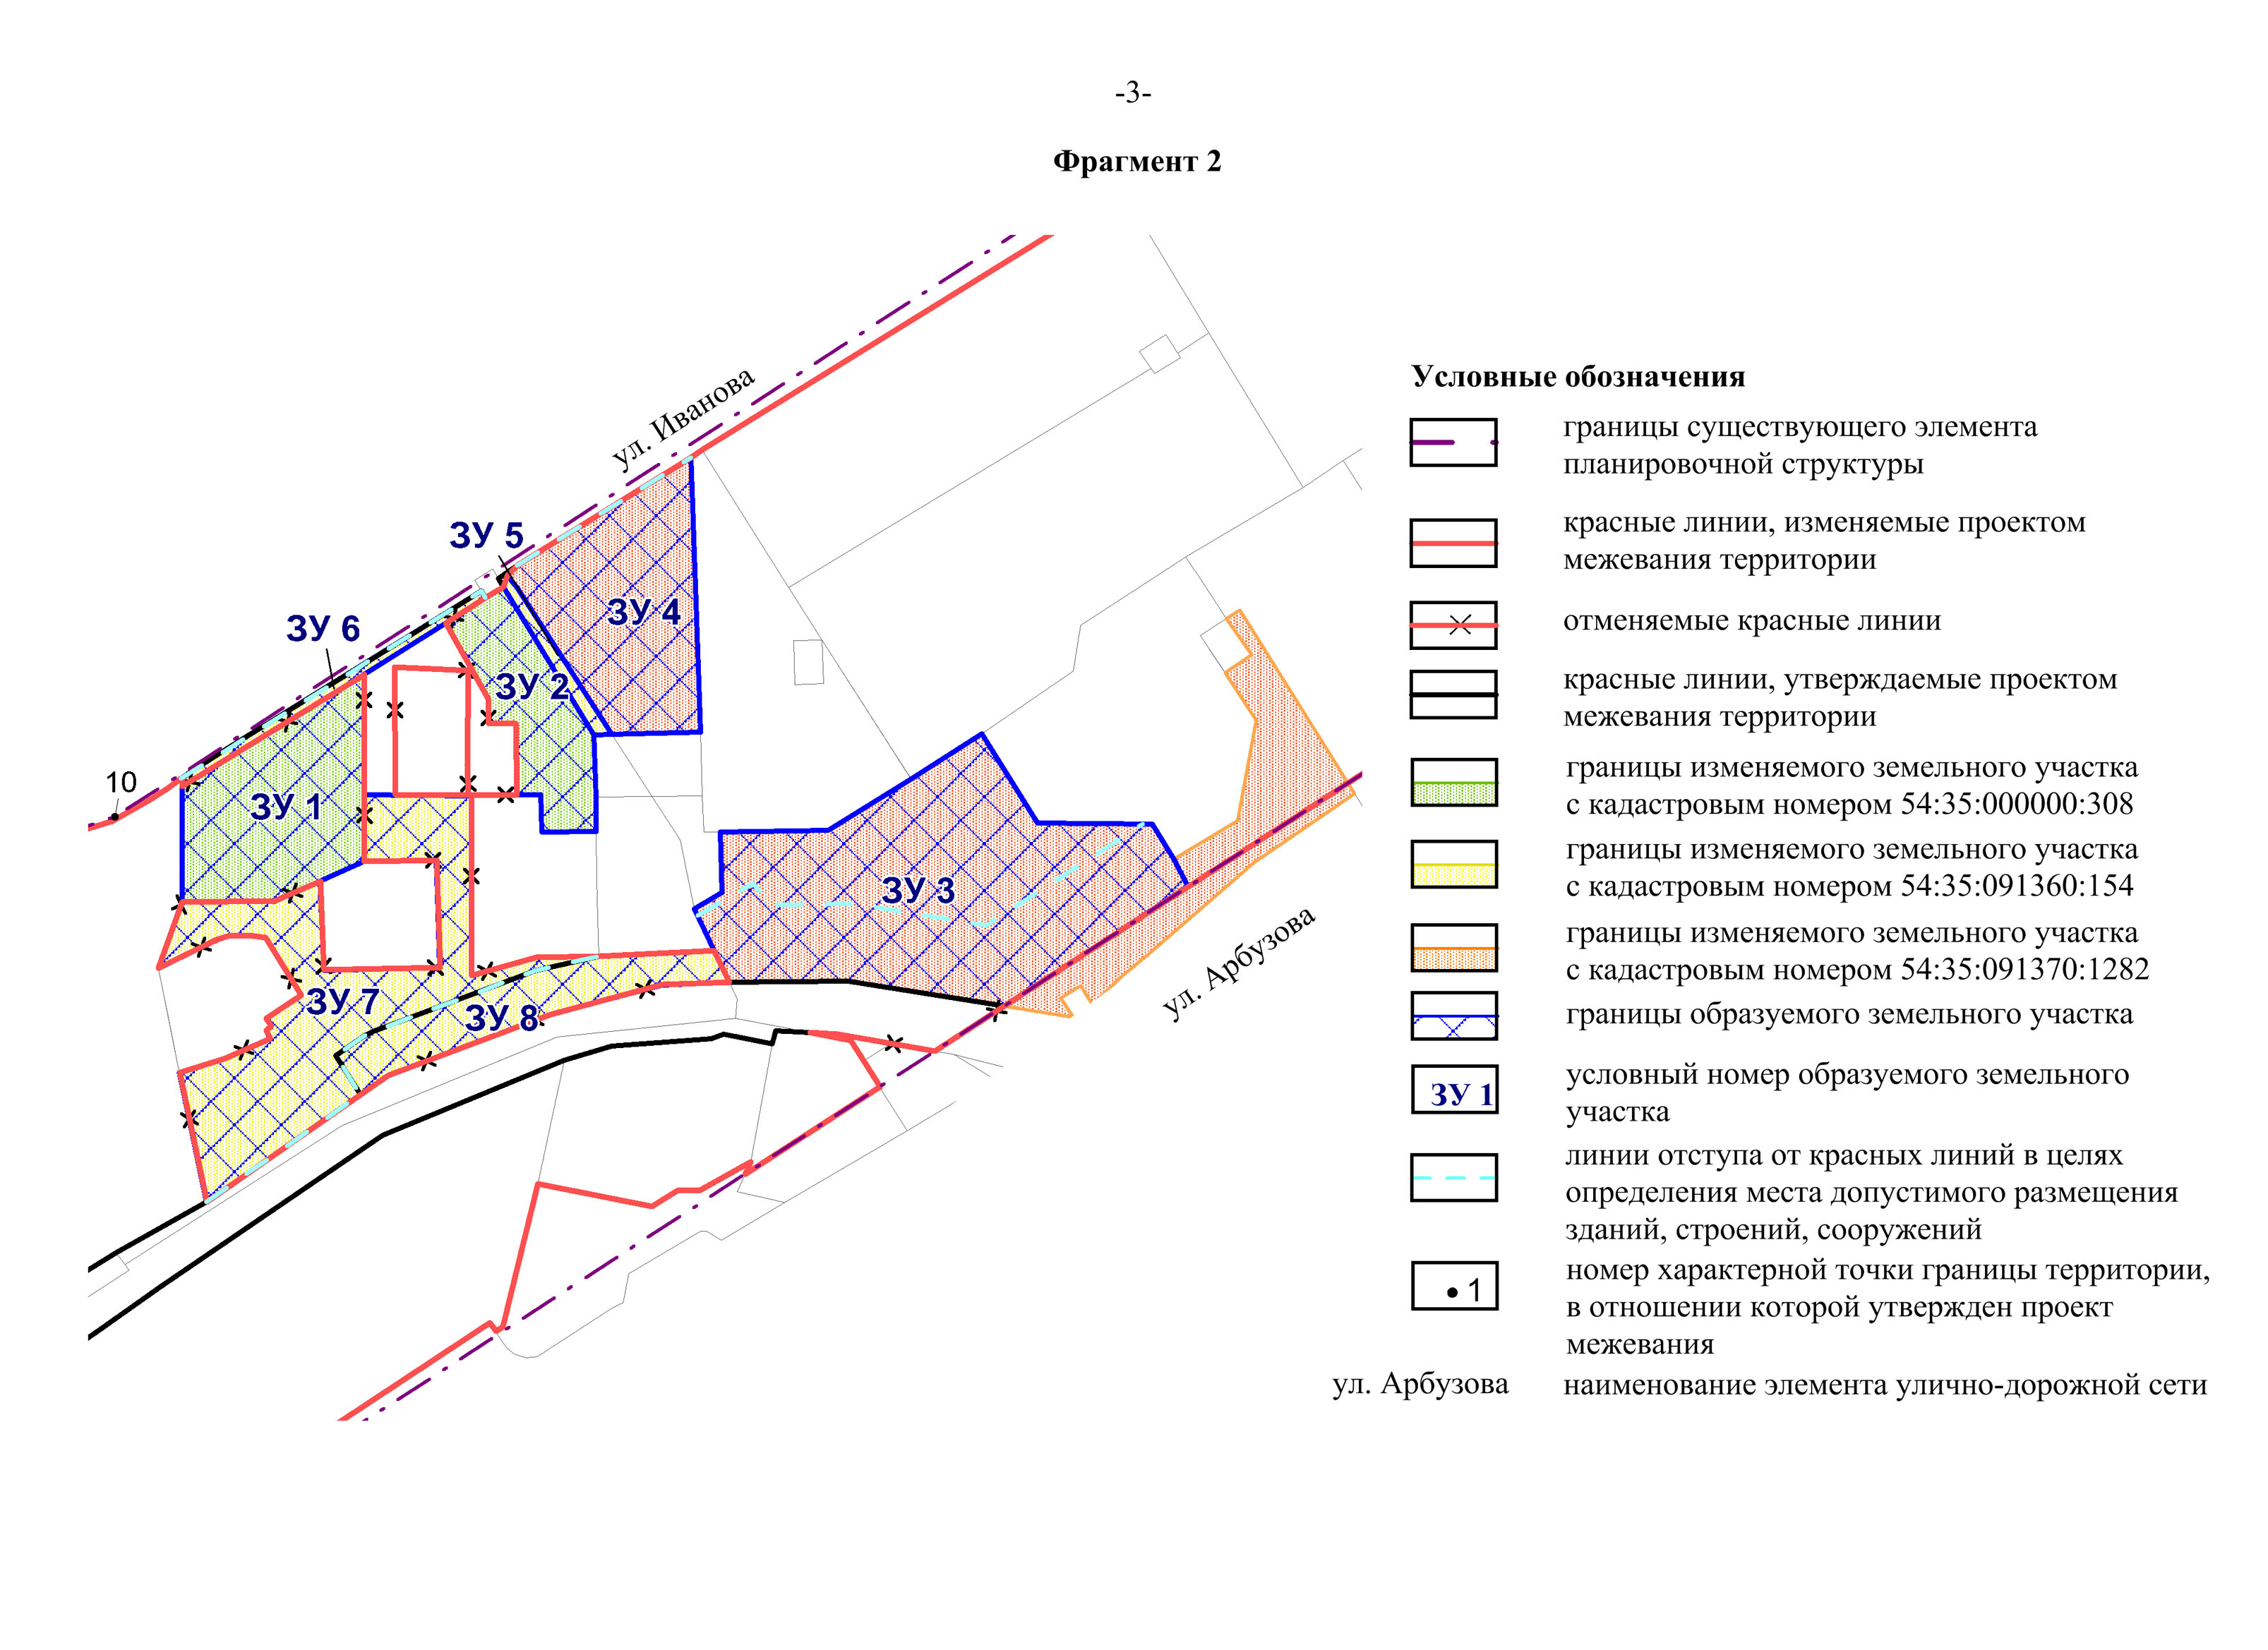 -3-
Фрагмент 2
ул. Иванова
ЗУ 5
ЗУ 4
ЗУ 6
ЗУ 2
10
ЗУ 1
ЗУ 3
ЗУ 7
ЗУ 8
ул. Арбузова
Условные обозначения
границы существующего элемента
планировочной структуры
красные линии, изменяемые проектом
межевания территории
отменяемые красные линии
красные линии, утверждаемые проектом
межевания территории
границы изменяемого земельного участка
с кадастровым номером 54:35:000000:308
границы изменяемого земельного участка
с кадастровым номером 54:35:091360:154
границы изменяемого земельного участка
с кадастровым номером 54:35:091370:1282
границы образуемого земельного участка
ЗУ 1
условный номер образуемого земельного
участка
линии отступа от красных линий в целях
определения места допустимого размещения
зданий, строений, сооружений
1
номер характерной точки границы территории,
в отношении которой утвержден проект
межевания
ул. Арбузова
наименование элемента улично-дорожной сети